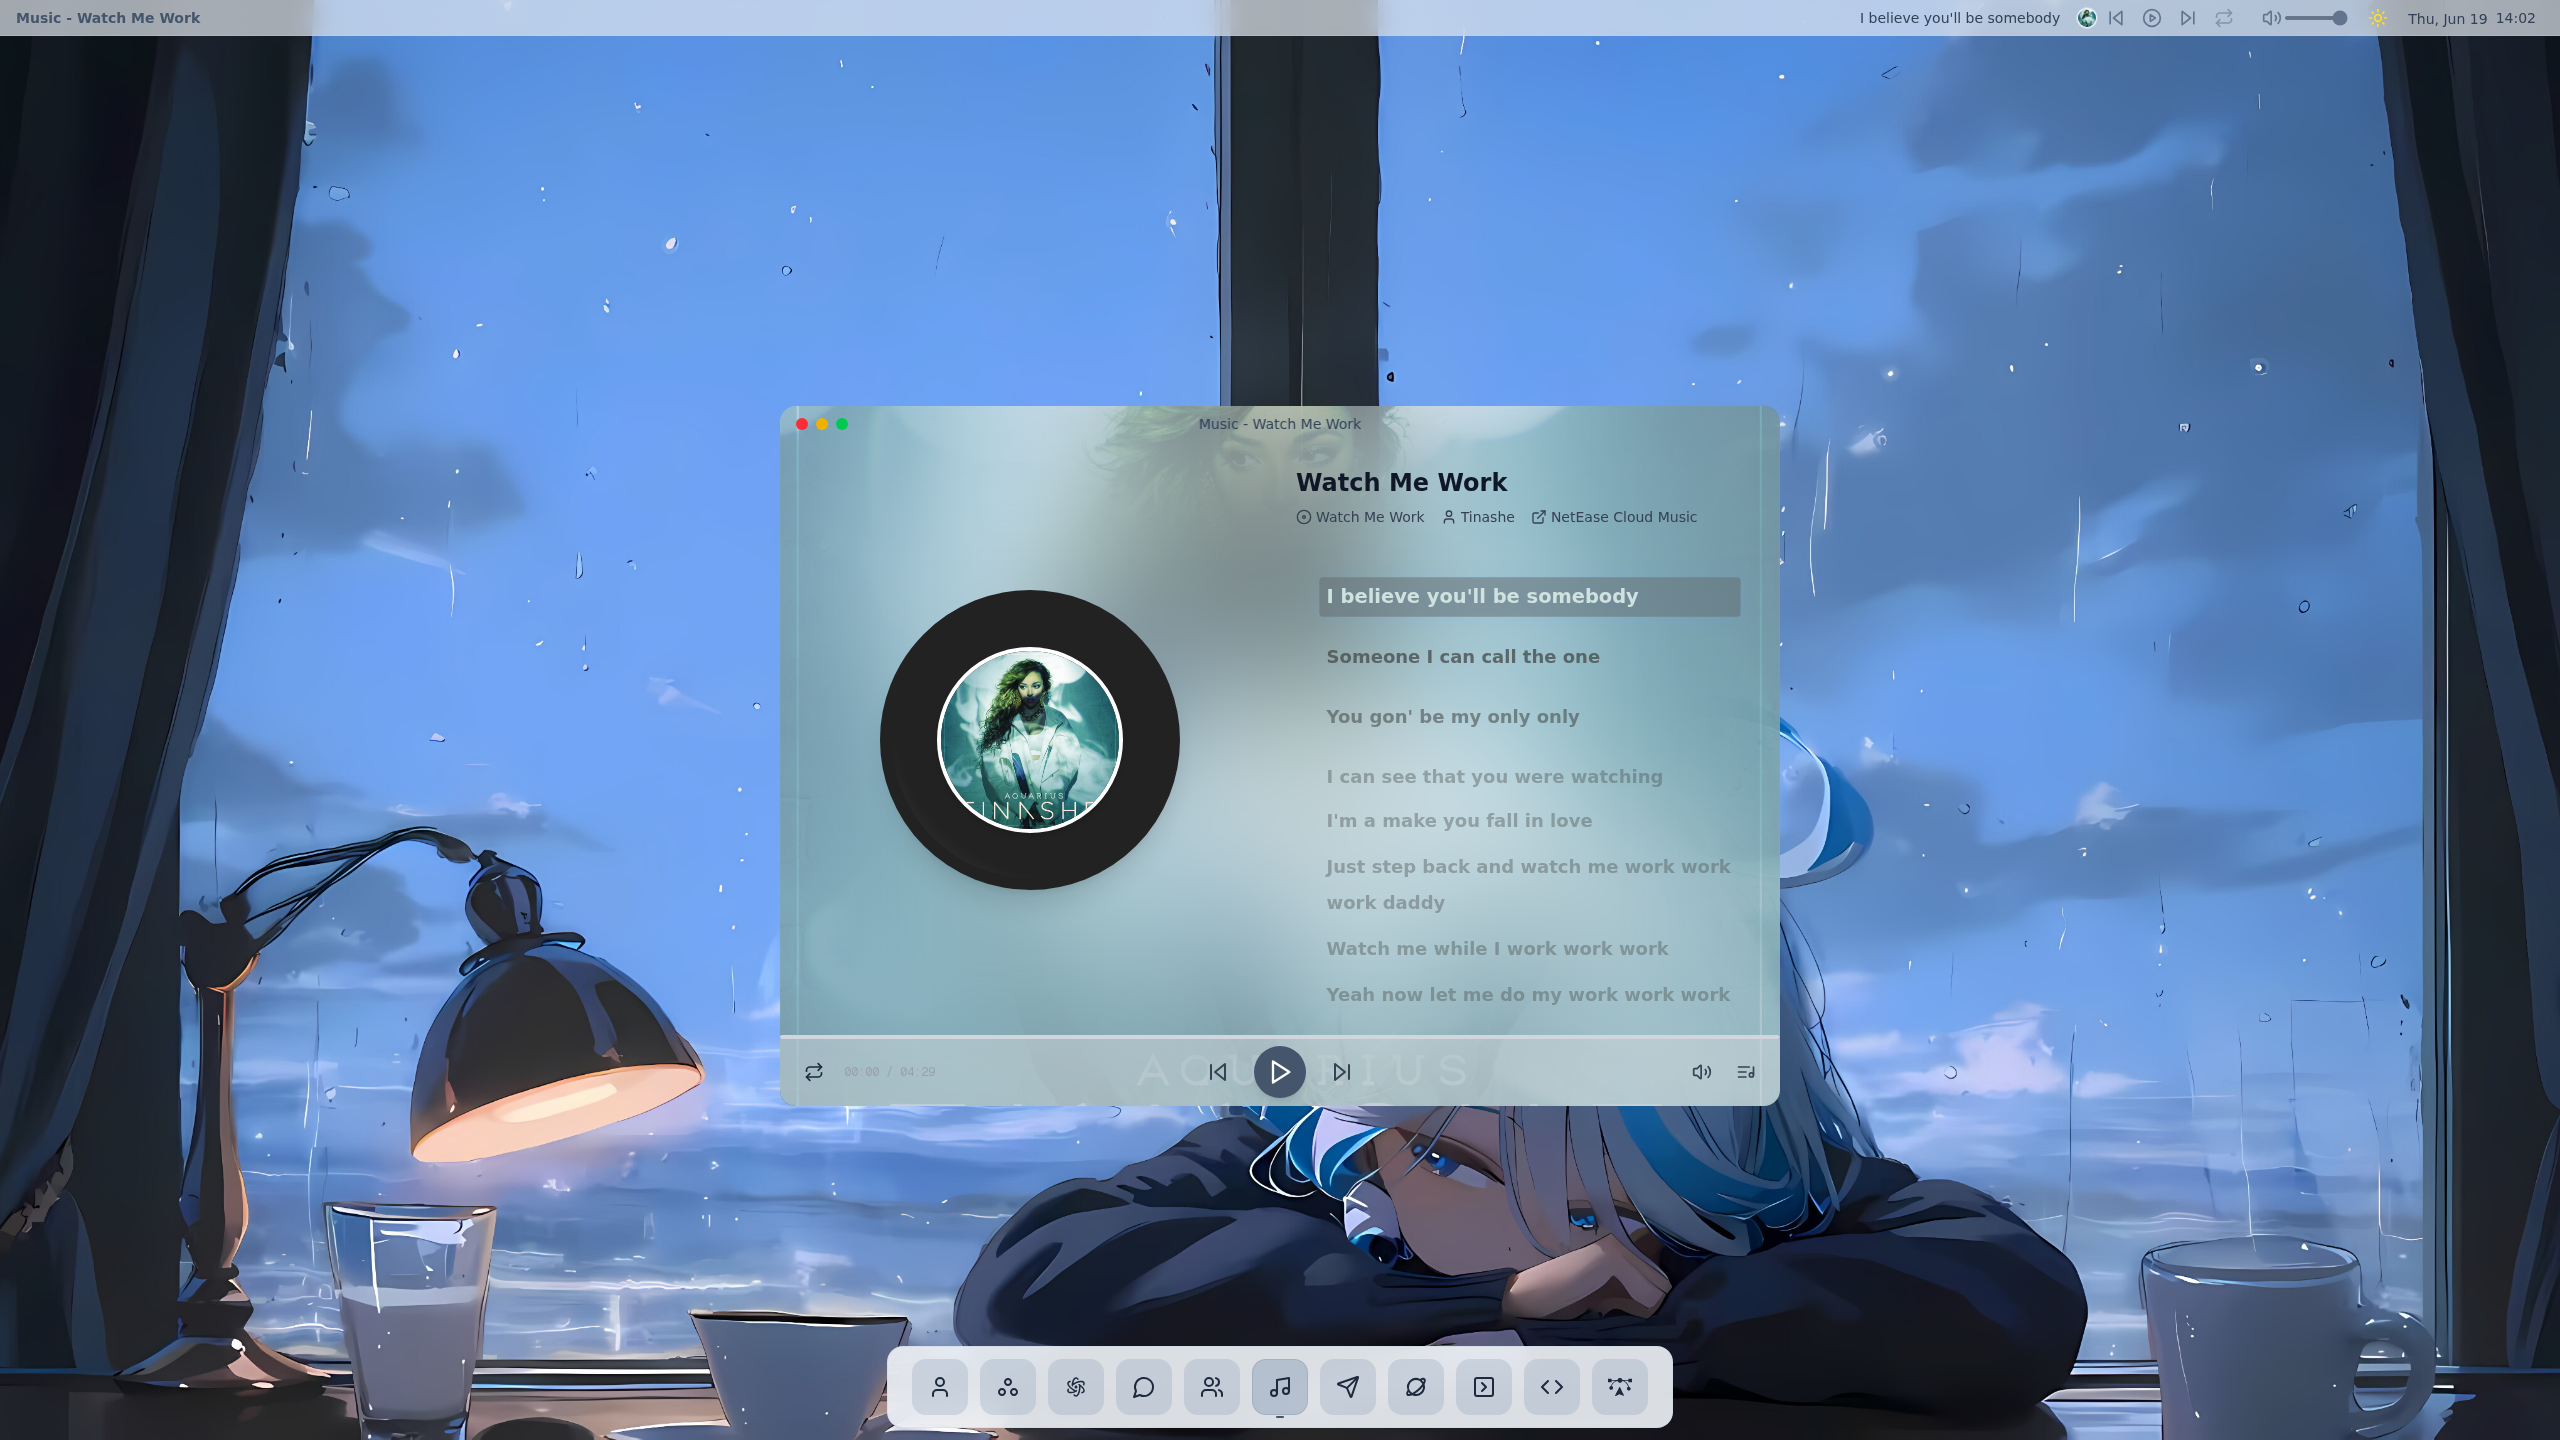 Music - Watch Me Work
I believe you'll be somebody
Thu, Jun 19 14:02
Music - Watch Me Work
Watch Me Work
Watch Me Work Tinashe NetEase Cloud Music
I believe you'll be somebody
Someone I can call the one
You gon' be my only only
I can see that you were watching
I'm a make you fall in love
Just step back and watch me work work
work daddy
Watch me while I work work work
Yeah now let me do my work work work
AQUARIUS
TINASHE
00:00 / 04:29
AQUARIUS